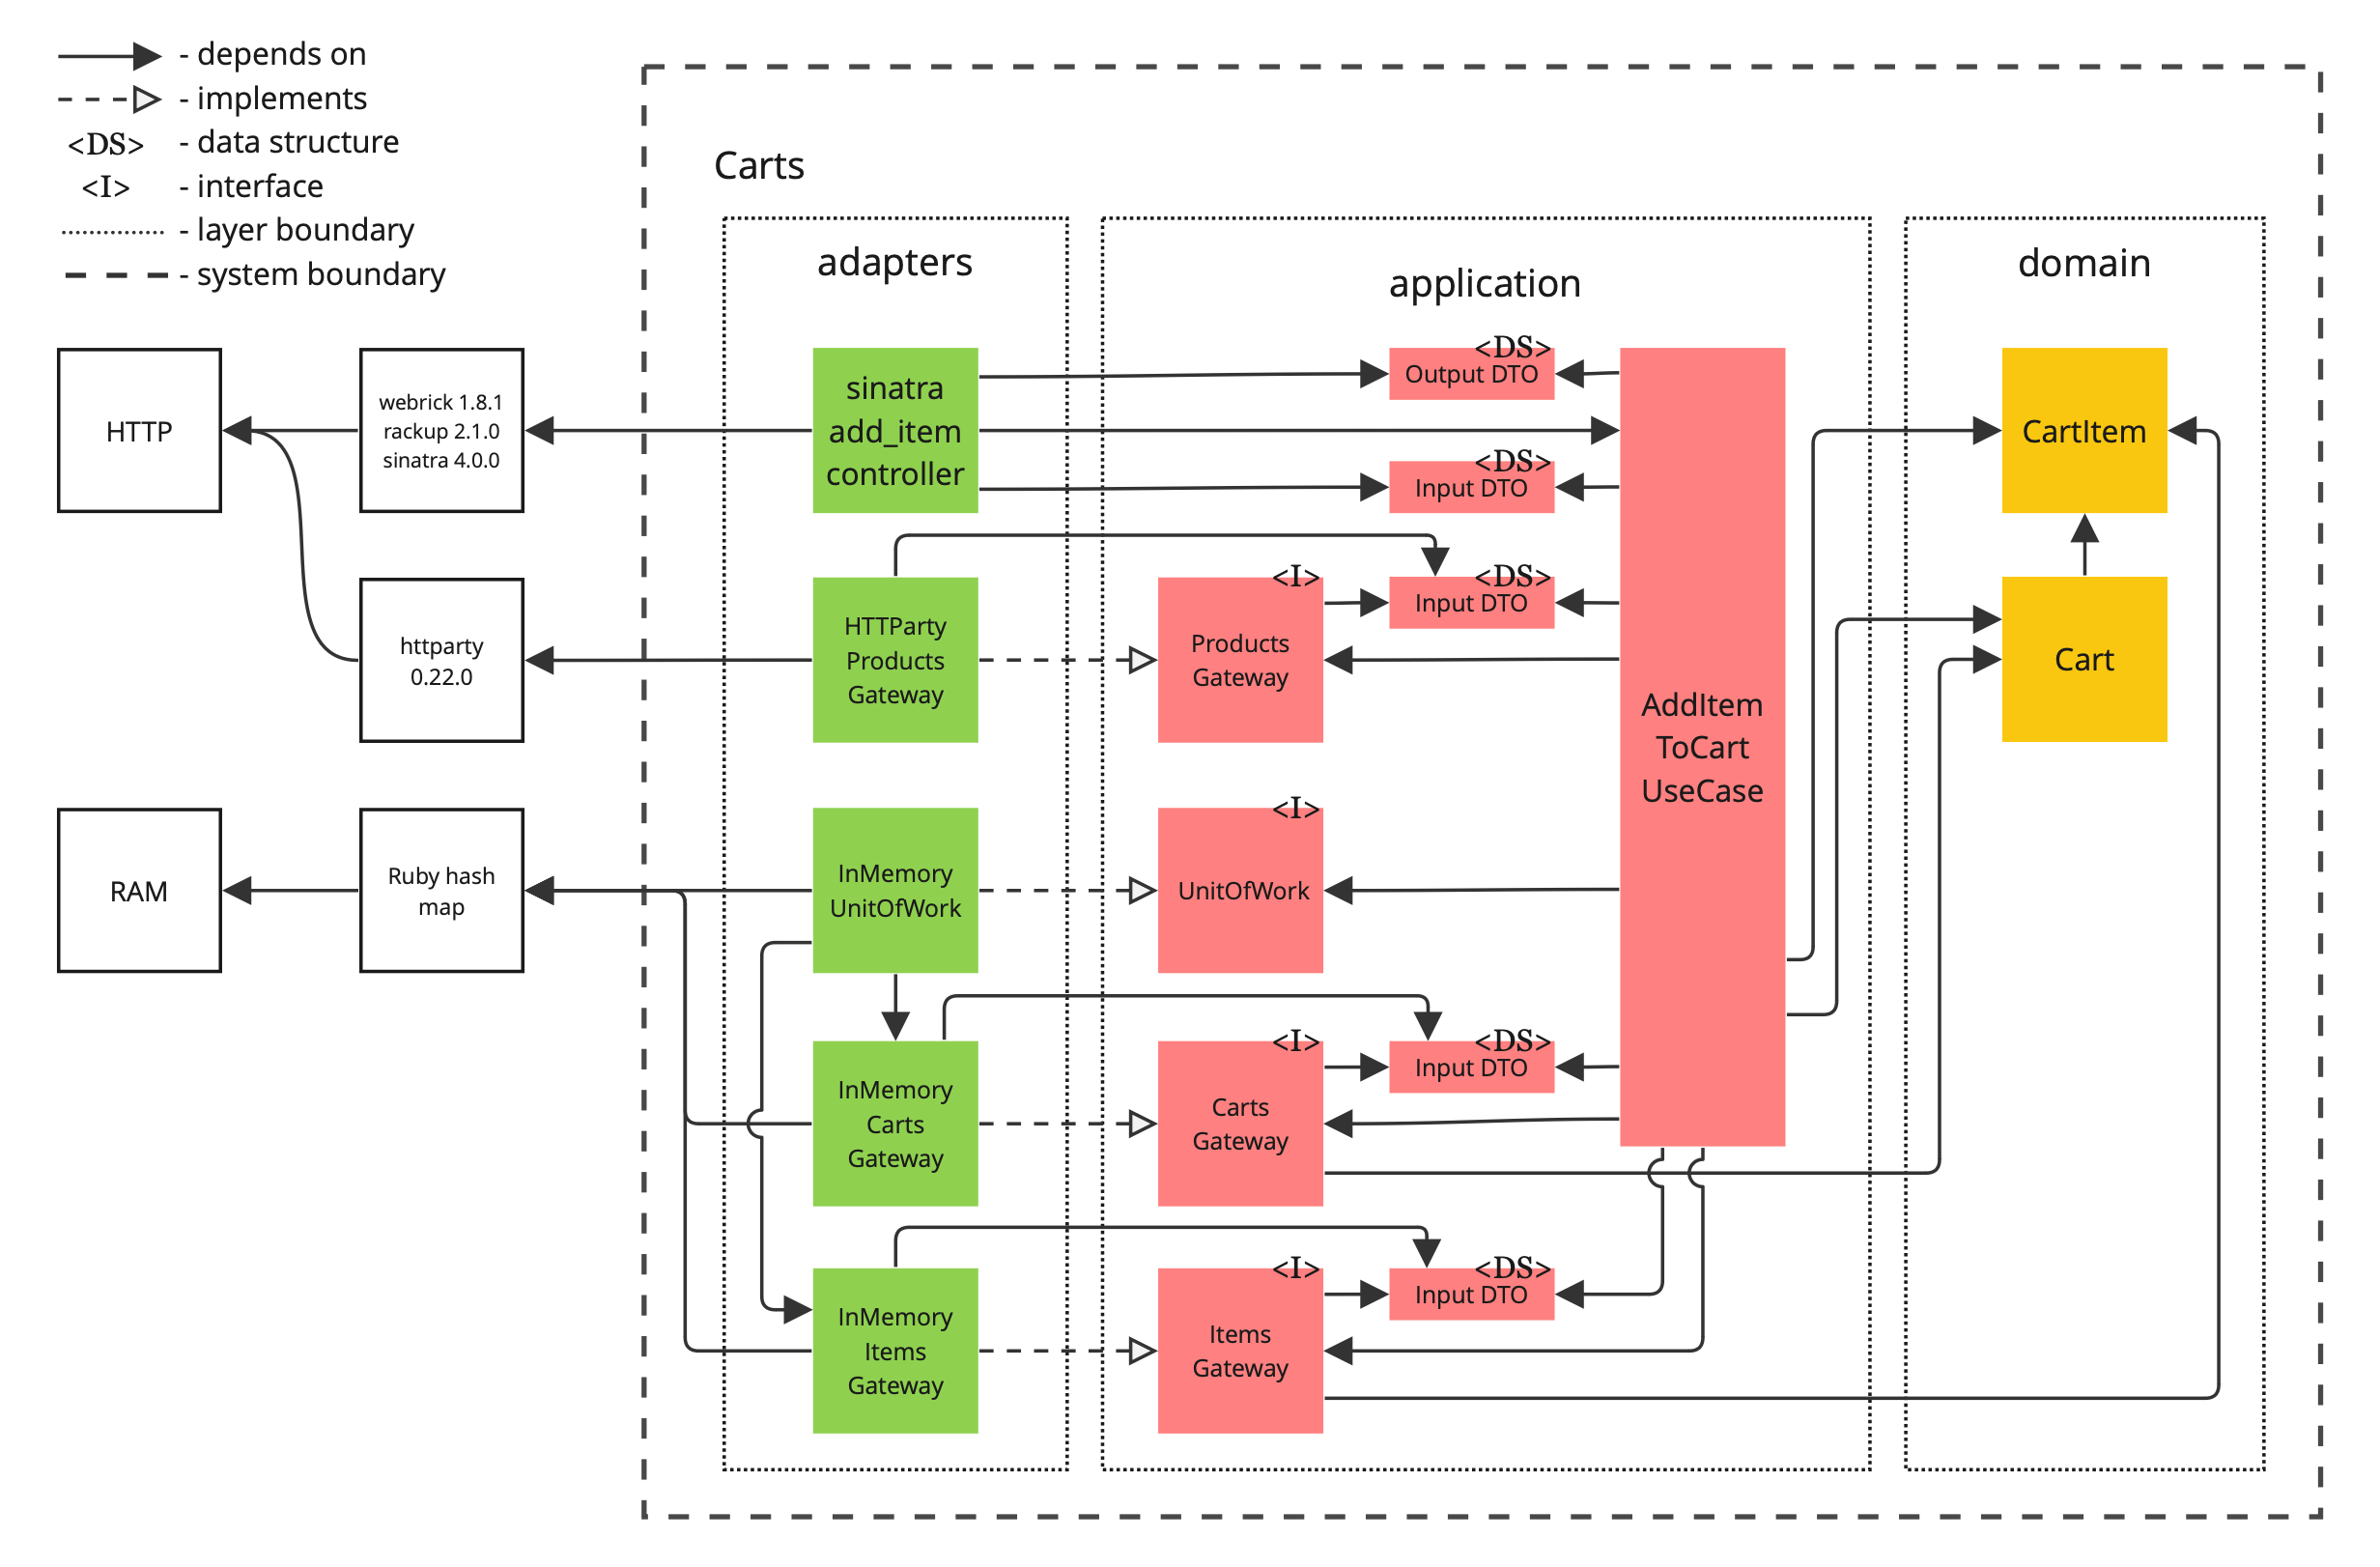 - depends on
- implements
<DS> - data structure
<I> - interface
- layer boundary
- system boundary
Carts
adapters
application
domain
HTTP
webrick 1.8.1
rackup 2.1.0
sinatra 4.0.0
sinatra
add_item
controller
<DS>
Output DTO
<DS>
Input DTO
CartItem
httparty
0.22.0
HTTParty
Products
Gateway
<I>
Products
Gateway
<DS>
Input DTO
AddItem
ToCart
UseCase
Cart
RAM
Ruby hash
map
InMemory
UnitOfWork
<I>
UnitOfWork
InMemory
Carts
Gateway
<I>
Carts
Gateway
<DS>
Input DTO
InMemory
Items
Gateway
<I>
Items
Gateway
<DS>
Input DTO